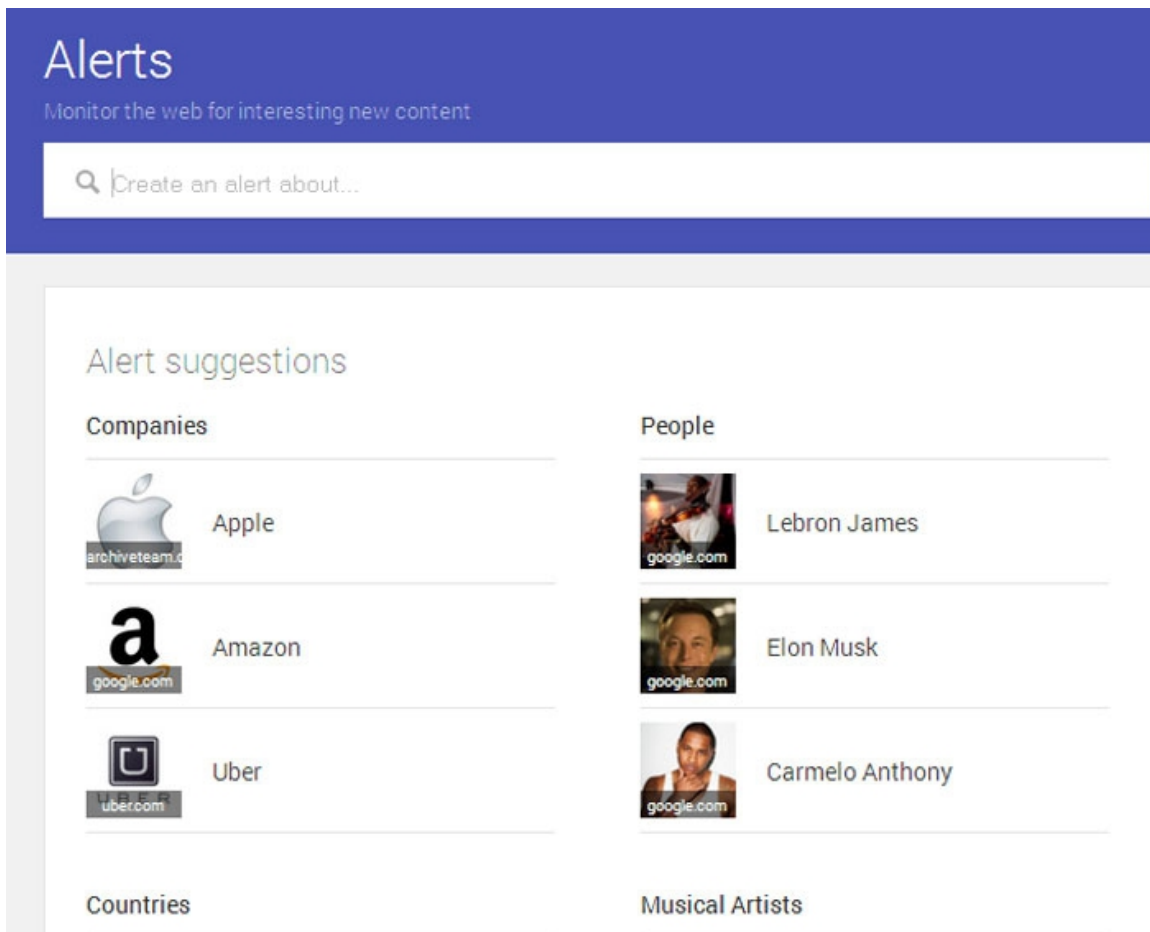 Alerts
Monitor the web for interesting new content
Create an alert about...
Alert suggestions
Companies
People
archiveteam.o
Apple
google.com
Lebron James
a
google.com
Amazon
google.com
Elon Musk
UBER
uber.com
Uber
google.com
Carmelo Anthony
Countries
Musical Artists